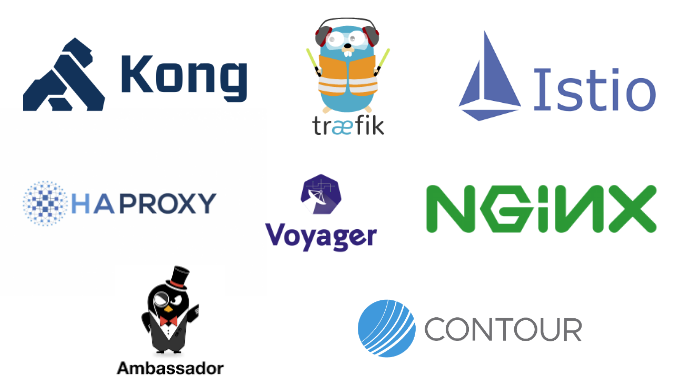 Kong
træfik
Istio
HAPROXY
Voyager
NGiNX
Ambassador
CONTOUR